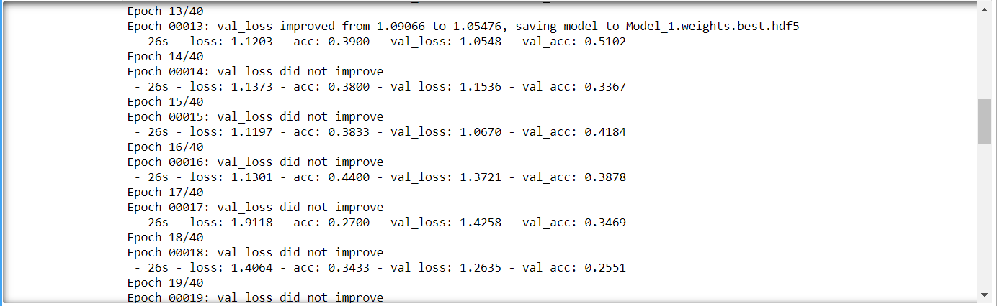 Epoch 13/40
Epoch 00013: val_loss improved from 1.09066 to 1.05476, saving model to Model_1.weights.best.hdf5
- 26s - loss: 1.1203 - acc: 0.3900 - val_loss: 1.0548 - val_acc: 0.5102
Epoch 14/40
Epoch 00014: val_loss did not improve
- 26s - loss: 1.1373 - acc: 0.3800 - val_loss: 1.1536 - val_acc: 0.3367
Epoch 15/40
Epoch 00015: val_loss did not improve
- 26s - loss: 1.1197 - acc: 0.3833 - val_loss: 1.0670 - val_acc: 0.4184
Epoch 16/40
Epoch 00016: val_loss did not improve
- 26s - loss: 1.1301 - acc: 0.4400 - val_loss: 1.3721 - val_acc: 0.3878
Epoch 17/40
Epoch 00017: val_loss did not improve
- 26s - loss: 1.9118 - acc: 0.2700 - val_loss: 1.4258 - val_acc: 0.3469
Epoch 18/40
Epoch 00018: val_loss did not improve
- 26s - loss: 1.4064 - acc: 0.3433 - val_loss: 1.2635 - val_acc: 0.2551
Epoch 19/40
Epoch 00019: val_loss did not improve